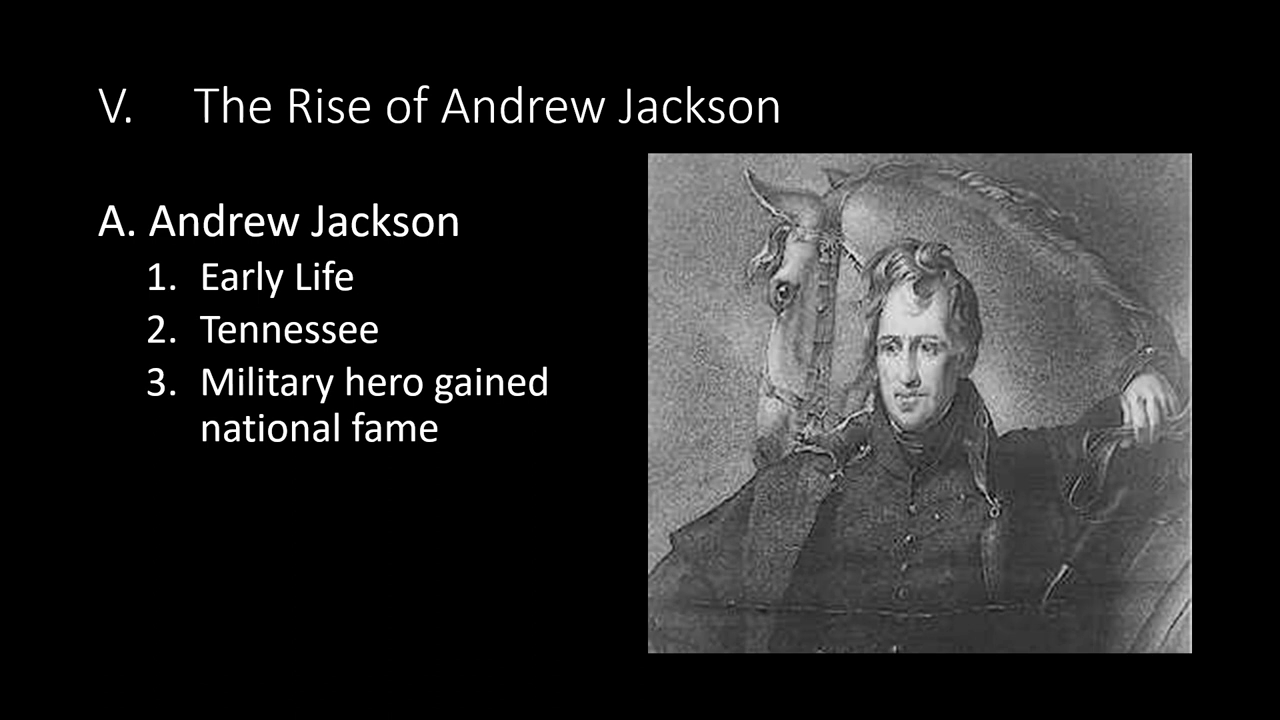 V. The Rise of Andrew Jackson
A. Andrew Jackson
1. Early Life
2. Tennessee
3. Military hero gained
national fame